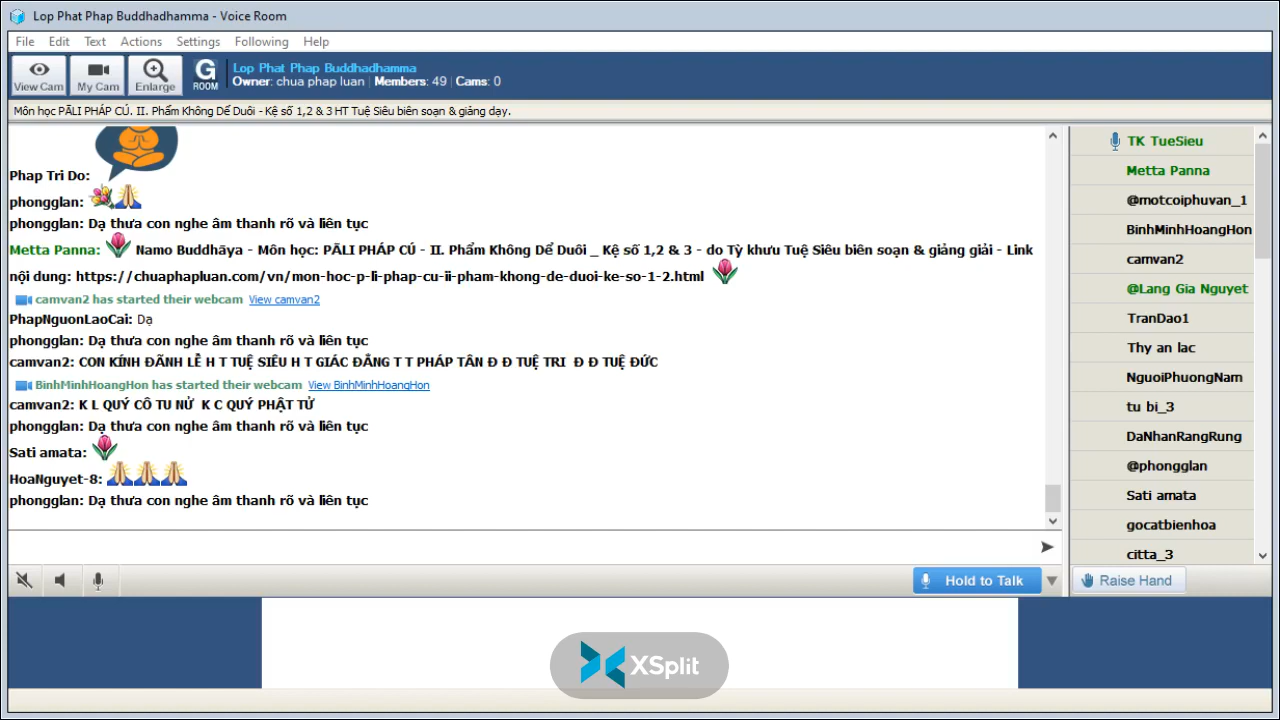 Lop Phat Phap Buddhadhamma - Voice Room
File Edit Text Actions Settings Following Help
View Cam My Cam Enlarge G ROOM
Lop Phat Phap Buddhadhamma
Owner: chua phap luan | Members: 49 | Cams: 0
Môn học PÃLI PHÁP CÚ. II. Phẩm Không Dể Duôi - Kệ số 1,2 & 3 HT Tuệ Siêu biên soạn & giảng dạy.
Phap Tri Do:
phongglan:
phongglan: Dạ thưa con nghe âm thanh rõ và liên tục
Metta Panna: Namo Buddhāya - Môn học: PÃLI PHÁP CÚ - II. Phẩm Không Dể Duôi _ Kệ số 1,2 & 3 - do Tỳ khưu Tuệ Siêu biên soạn & giảng giải - Link
nội dung: https://chuaphapluan.com/vn/mon-hoc-p-li-phap-cu-ii-pham-khong-de-duoi-ke-so-1-2.html
camvan2 has started their webcam View camvan2
PhapNguonLaoCai: Dạ
phongglan: Dạ thưa con nghe âm thanh rõ và liên tục
camvan2: CON KÍNH ĐÃNH LỄ H T TUỆ SIÊU H T GIÁC ĐẲNG T T PHÁP TÂN Đ Đ TUỆ TRI Đ Đ TUỆ ĐỨC
BinhMinhHoangHon has started their webcam View BinhMinhHoangHon
camvan2: K L QUÝ CÔ TU NỬ K C QUÝ PHẬT TỬ
phongglan: Dạ thưa con nghe âm thanh rõ và liên tục
Sati amata:
HoaNguyet-8:
phongglan: Dạ thưa con nghe âm thanh rõ và liên tục
TK TueSieu
Metta Panna
@motcoiphuvan_1
BinhMinhHoangHon
camvan2
@Lang Gia Nguyet
TranDao1
Thy an lac
NguoiPhuongNam
tu bi_3
DaNhanRangRung
@phongglan
Sati amata
gocatbienhoa
citta_3
Hold to Talk
Raise Hand
XSplit